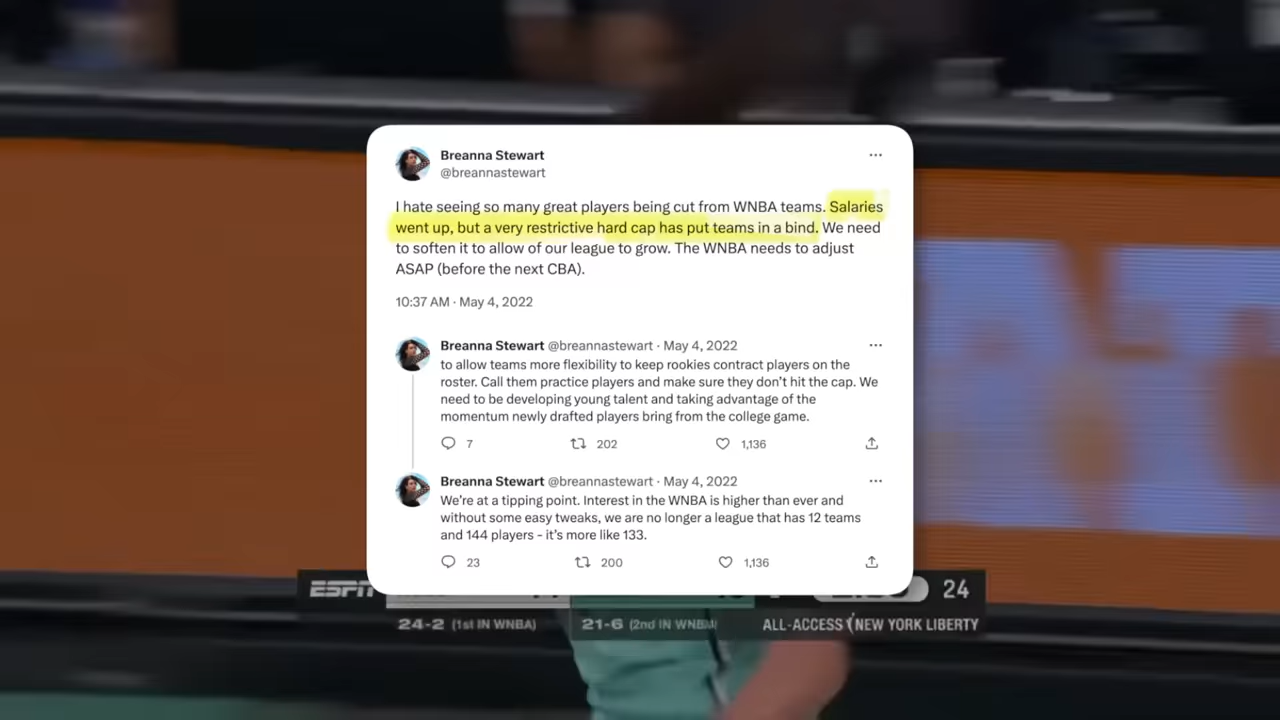 Breanna Stewart
@breannastewart
I hate seeing so many great players being cut from WNBA teams. Salaries
went up, but a very restrictive hard cap has put teams in a bind. We need
to soften it to allow of our league to grow. The WNBA needs to adjust
ASAP (before the next CBA).
10:37 AM · May 4, 2022
Breanna Stewart @breannastewart · May 4, 2022
to allow teams more flexibility to keep rookies contract players on the
roster. Call them practice players and make sure they don’t hit the cap. We
need to be developing young talent and taking advantage of the
momentum newly drafted players bring from the college game.
7 202 1,136
Breanna Stewart @breannastewart · May 4, 2022
We’re at a tipping point. Interest in the WNBA is higher than ever and
without some easy tweaks, we are no longer a league that has 12 teams
and 144 players – it’s more like 133.
23 200 1,136
ESPN 24
24-2 (1st IN WNBA) 21-6 (2nd IN WNBA) ALL-ACCESS NEW YORK LIBERTY